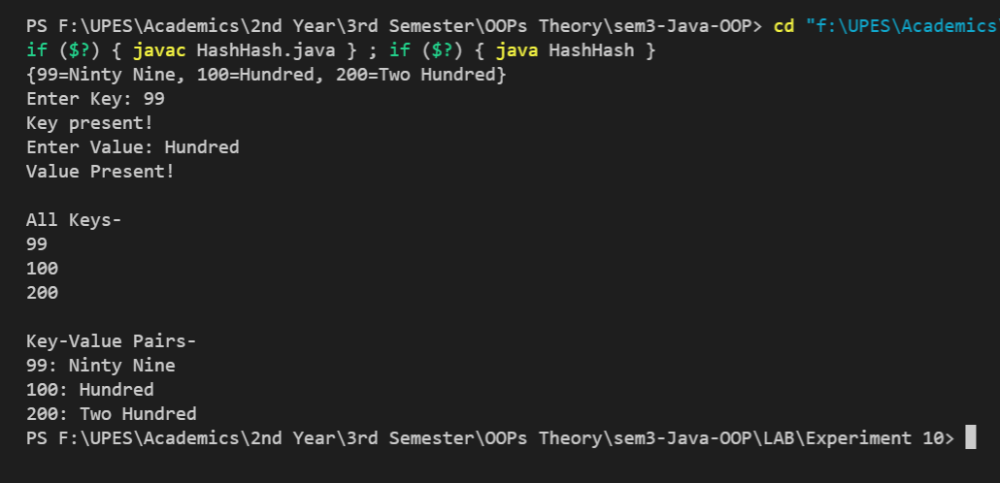 PS F:\UPES\Academics\2nd Year\3rd Semester\OOPs Theory\sem3-Java-OOP> cd "f:\UPES\Academics
if ($?) { javac HashHash.java } ; if ($?) { java HashHash }
{99=Ninty Nine, 100=Hundred, 200=Two Hundred}
Enter Key: 99
Key present!
Enter Value: Hundred
Value Present!
All Keys-
99
100
200
Key-Value Pairs-
99: Ninty Nine
100: Hundred
200: Two Hundred
PS F:\UPES\Academics\2nd Year\3rd Semester\OOPs Theory\sem3-Java-OOP\LAB\Experiment 10>